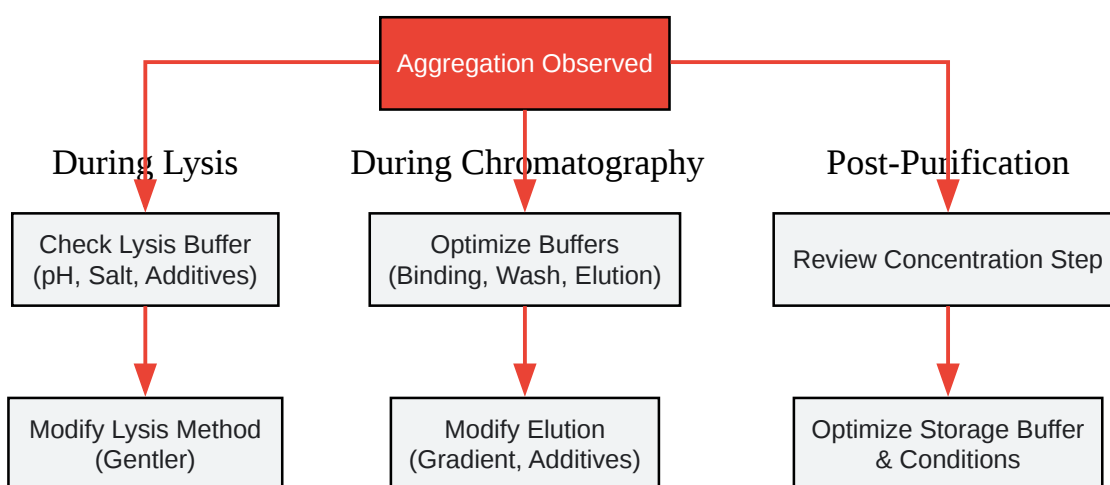 Aggregation Observed
During Lysis
During Chromatography
Post-Purification
Check Lysis Buffer
(pH, Salt, Additives)
Optimize Buffers
(Binding, Wash, Elution)
Review Concentration Step
Modify Lysis Method
(Gentler)
Modify Elution
(Gradient, Additives)
Optimize Storage Buffer
& Conditions